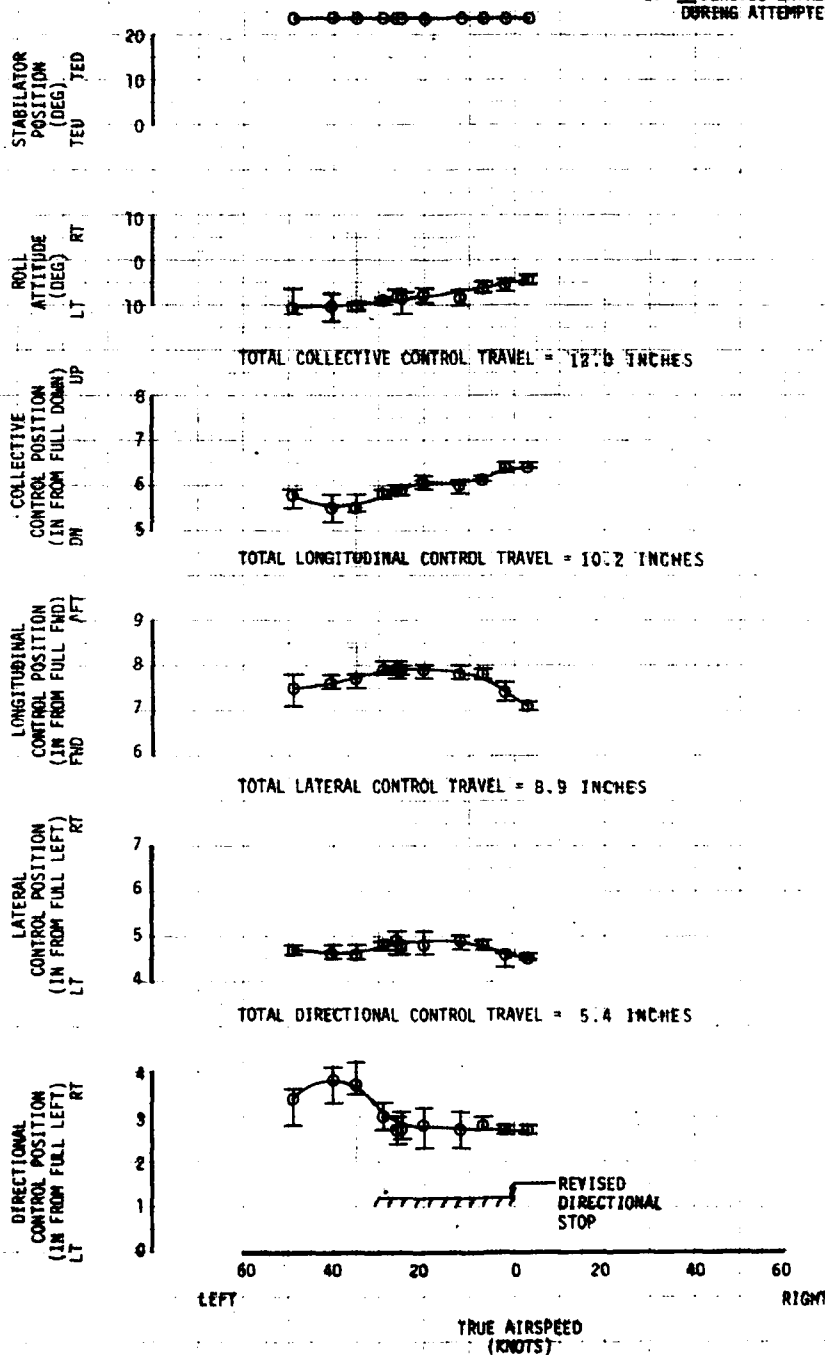 DURING ATTEMPTE
STABILATOR
POSITION
(DEG)
TEU TED
20
10
0
ROLL
ATTITUDE
(DEG)
LT RT
10
0
10
TOTAL COLLECTIVE CONTROL TRAVEL = 12.0 INCHES
COLLECTIVE
CONTROL POSITION
(IN FROM FULL DOWN)
DN UP
8
7
6
5
TOTAL LONGITUDINAL CONTROL TRAVEL = 10.2 INCHES
LONGITUDINAL
CONTROL POSITION
(IN FROM FULL FWD)
FWD AFT
9
8
7
6
TOTAL LATERAL CONTROL TRAVEL = 8.9 INCHES
LATERAL
CONTROL POSITION
(IN FROM FULL LEFT)
LT RT
7
6
5
4
TOTAL DIRECTIONAL CONTROL TRAVEL = 5.4 INCHES
DIRECTIONAL
CONTROL POSITION
(IN FROM FULL LEFT)
LT RT
4
3
2
1
0
REVISED
DIRECTIONAL
STOP
60 40 20 0 20 40 60
LEFT RIGHT
TRUE AIRSPEED
(KNOTS)